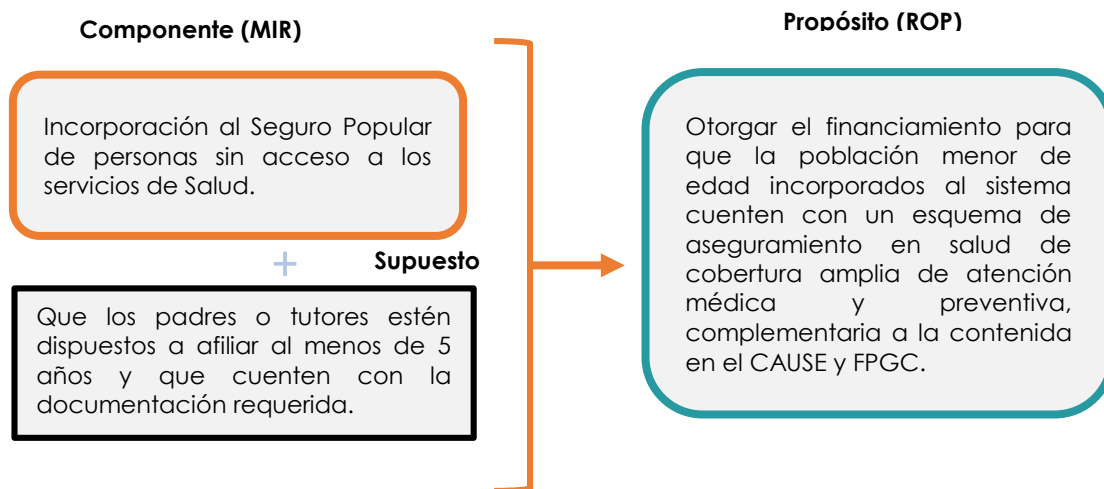 Componente (MIR)
Incorporación al Seguro Popular
de personas sin acceso a los
servicios de Salud.
+
Supuesto
Que los padres o tutores estén
dispuestos a afiliar al menos de 5
años y que cuenten con la
documentación requerida.
Propósito (ROP)
Otorgar el financiamiento para
que la población menor de
edad incorporados al sistema
cuenten con un esquema de
aseguramiento en salud de
cobertura amplia de atención
médica y preventiva,
complementaria a la contenida
en el CAUSE y FPGC.